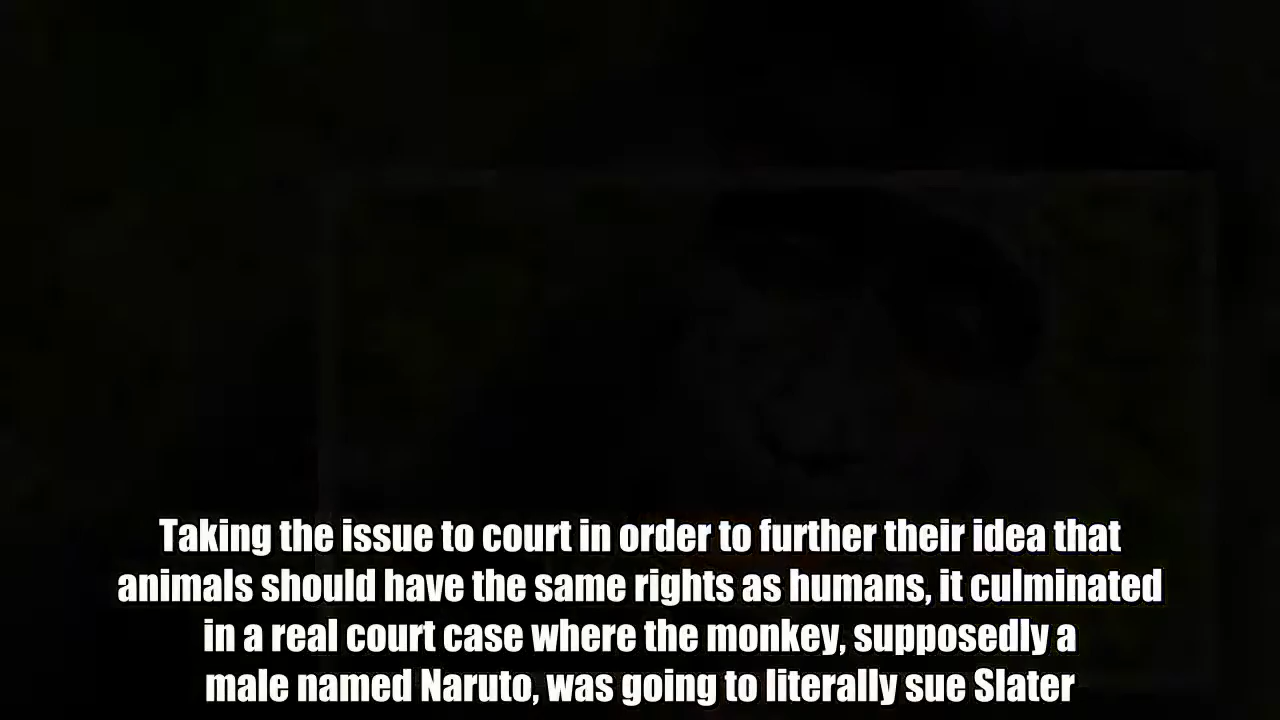 Taking the issue to court in order to further their idea that
animals should have the same rights as humans, it culminated
in a real court case where the monkey, supposedly a
male named Naruto, was going to literally sue Slater